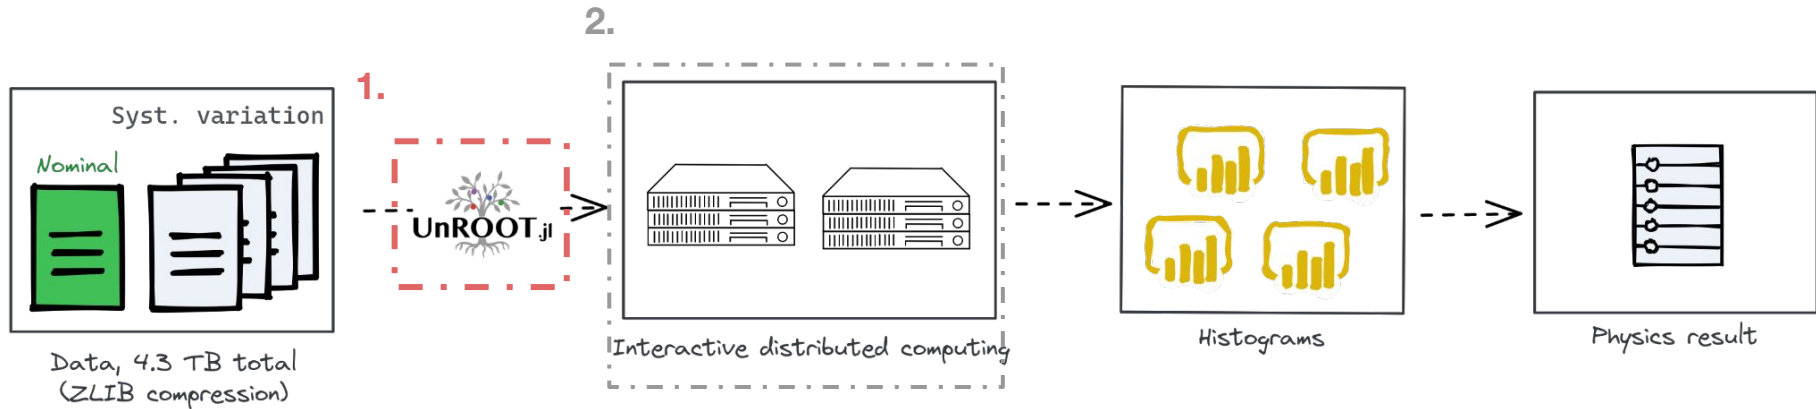 2.
1.
Syst. variation
Nominal
UnROOT.jl
Data, 4.3 TB total
(ZLIB compression)
Interactive distributed computing
Histograms
Physics result